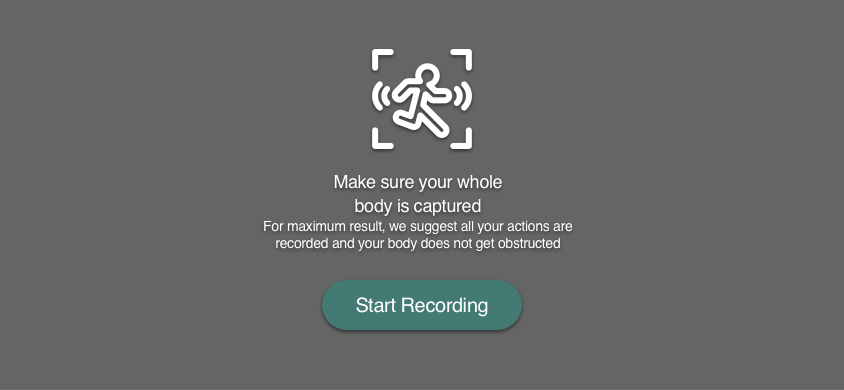 Make sure your whole
body is captured
For maximum result, we suggest all your actions are
recorded and your body does not get obstructed
Start Recording